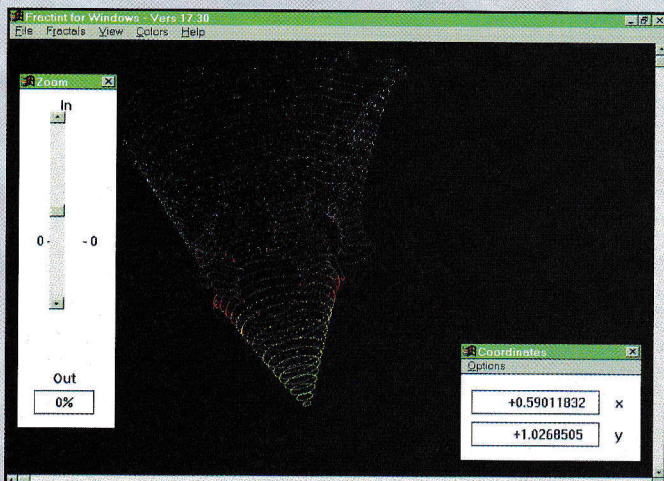 Fractint for Windows - Vers 17.30
File Fractals View Colors Help
Zoom
In
0- -0
Out
0%
Coordinates
Options
+0.59011832 x
+1.0268505 y